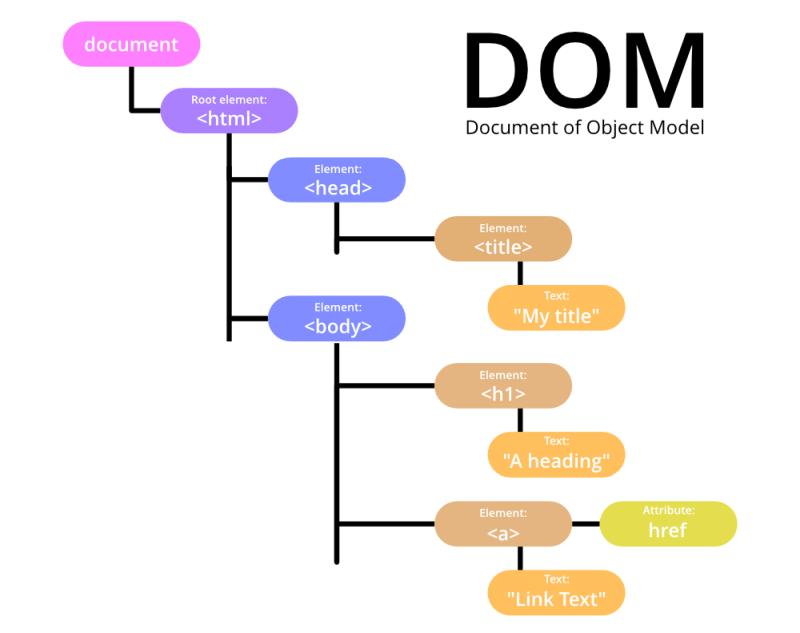 document
DOM
Document of Object Model
Root element:
<html>
Element:
<head>
Element:
<title>
Text:
"My title"
Element:
<body>
Element:
<h1>
Text:
"A heading"
Element:
<a>
Attribute:
href
Text:
"Link Text"